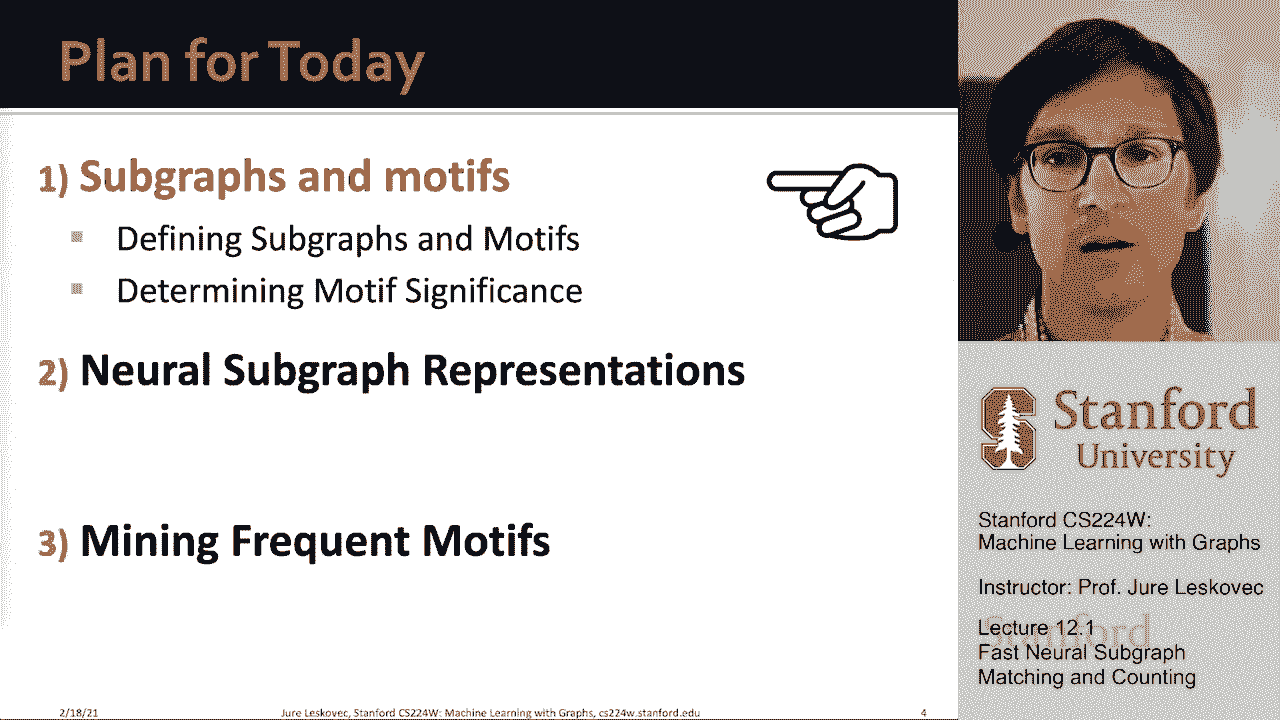 Plan for Today
1) Subgraphs and motifs
Defining Subgraphs and Motifs
Determining Motif Significance
2) Neural Subgraph Representations
3) Mining Frequent Motifs
2/18/21
Jure Leskovec, Stanford CS224W: Machine Learning with Graphs, cs224w.stanford.edu
4
Stanford
University
Stanford CS224W:
Machine Learning with Graphs
Instructor: Prof. Jure Leskovec
Lecture 12.1
Fast Neural Subgraph
Matching and Counting